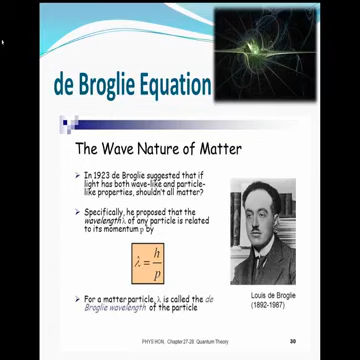 de Broglie Equation
The Wave Nature of Matter
In 1923 de Broglie suggested that if
light has both wave-like and particle-
like properties, shouldn't all matter?
Specifically, he proposed that the
wavelength λ of any particle is related
to its momentum p by
λ = h/p
For a matter particle, λ is called the de
Broglie wavelength of the particle
Louis de Broglie
(1892-1987)
PHYS HON. Chapter 27-28 Quantum Theory
30